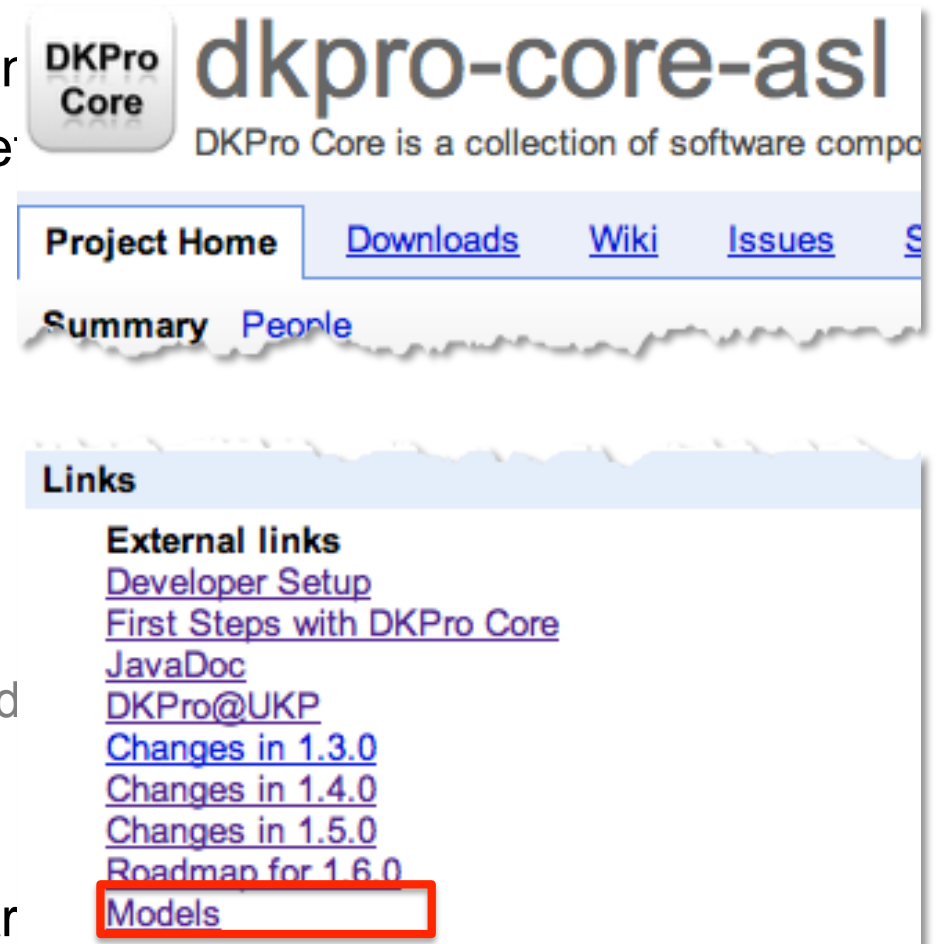 DKPro
Core
dkpro-core-asl
DKPro Core is a collection of software
Project Home Downloads Wiki Issues
Summary People
Links
External links
Developer Setup
First Steps with DKPro Core
JavaDoc
DKPro@UKP
Changes in 1.3.0
Changes in 1.4.0
Changes in 1.5.0
Roadmap for 1.6.0
Models